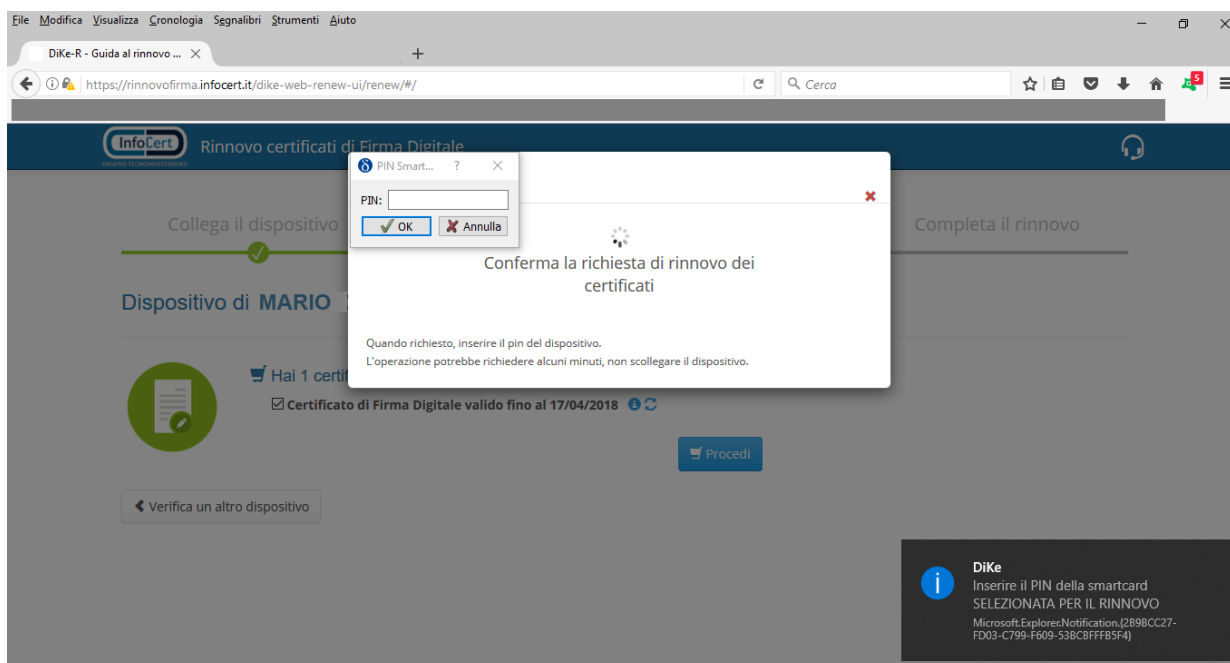 File Modifica Visualizza Cronologia Segnalibri Strumenti Aiuto
DiKe-R - Guida al rinnovo ...
https://rinnovofirma.infocert.it/dike-web-renew-ui/renew/#/
Cerca
5
InfoCert
GRUPPO TECNOINVESTIMENTI
Rinnovo certificati di Firma Digitale
PIN Smart... ?
PIN:
OK
Annulla
Collega il dispositivo
Completa il rinnovo
Conferma la richiesta di rinnovo dei
certificati
Dispositivo di MARIO
Quando richiesto, inserire il pin del dispositivo.
L'operazione potrebbe richiedere alcuni minuti, non scollegare il dispositivo.
Hai 1 certif
Certificato di Firma Digitale valido fino al 17/04/2018
Procedi
Verifica un altro dispositivo
DiKe
Inserire il PIN della smartcard
SELEZIONATA PER IL RINNOVO
Microsoft.Explorer.Notification.{2B9BCC27-
FD03-C799-F609-53BCBFFFB5F4}